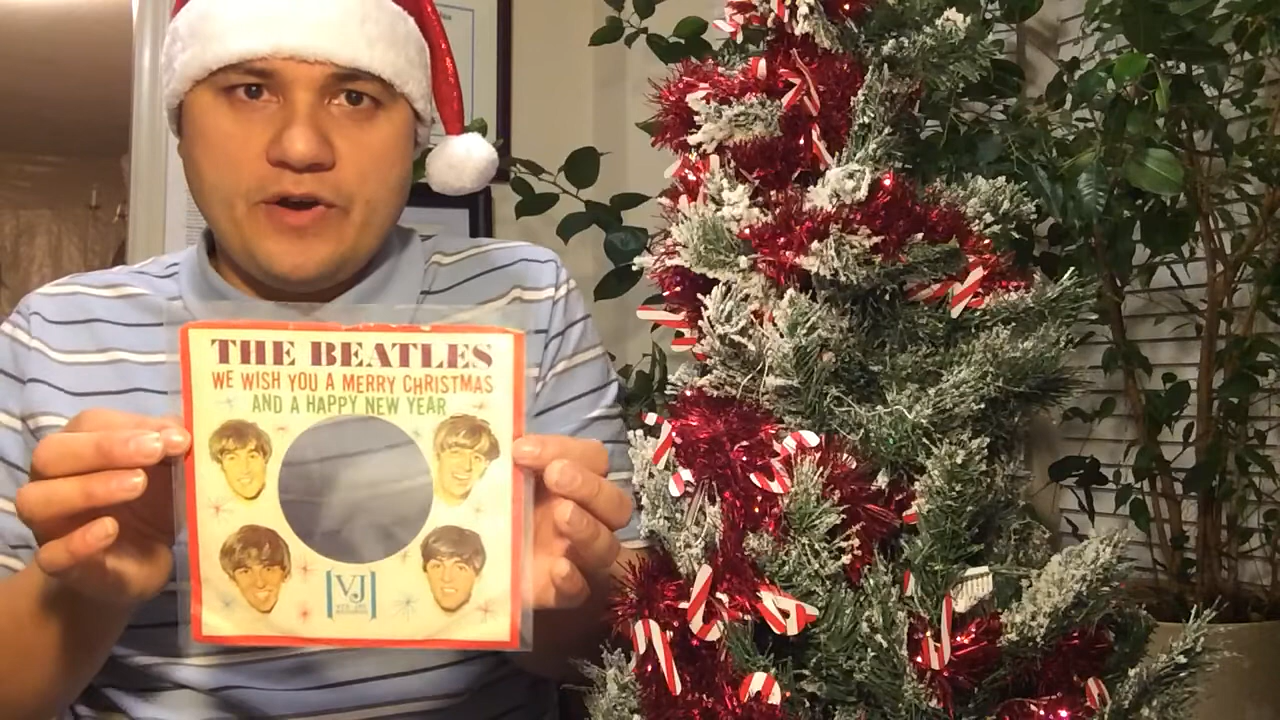 THE BEATLES
WE WISH YOU A MERRY CHRISTMAS
AND A HAPPY NEW YEAR
VJ